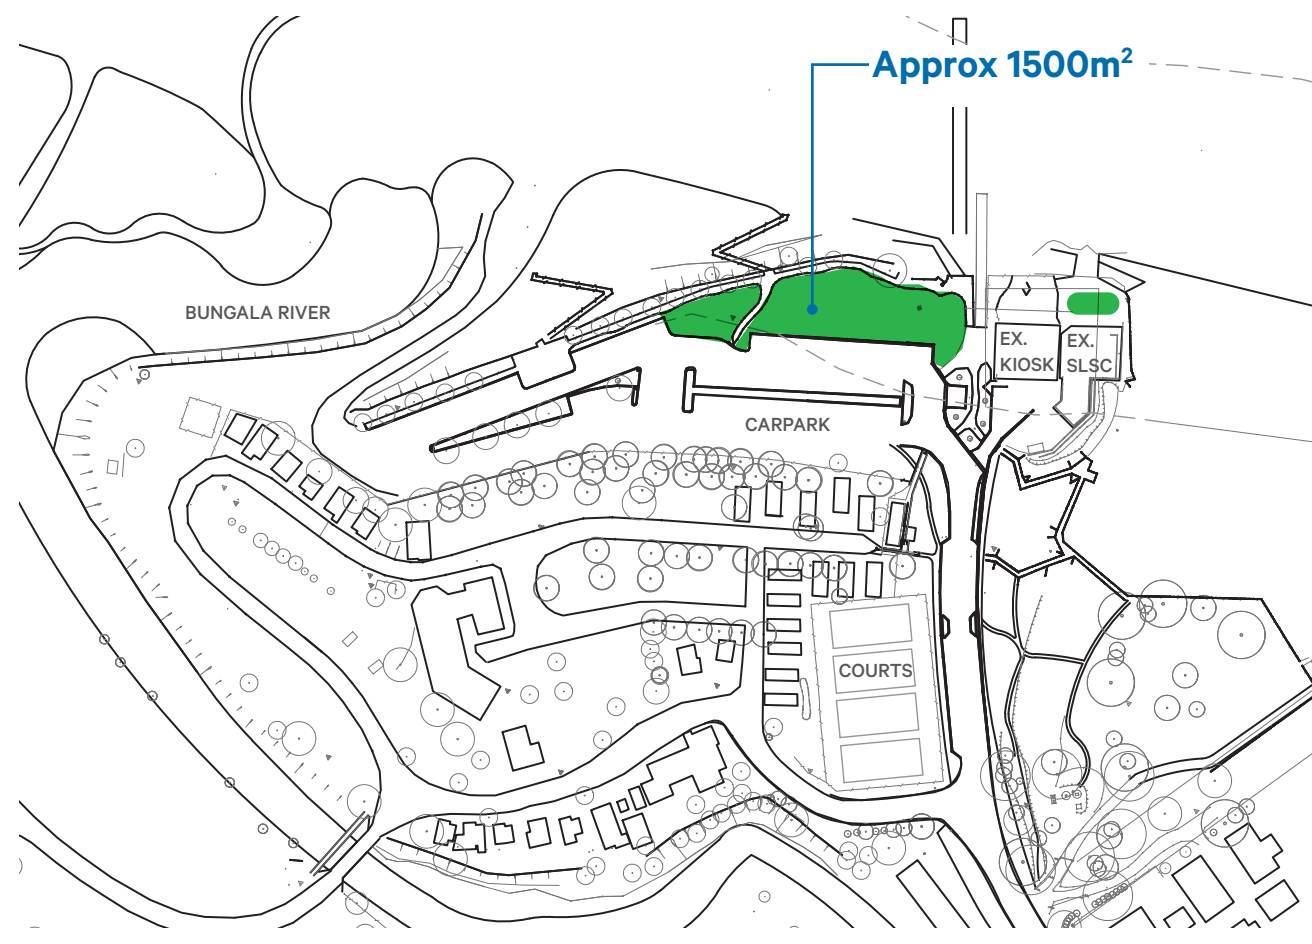 Approx 1500m²
BUNGALA RIVER
EX.
KIOSK
EX.
SLSC
CARPARK
COURTS